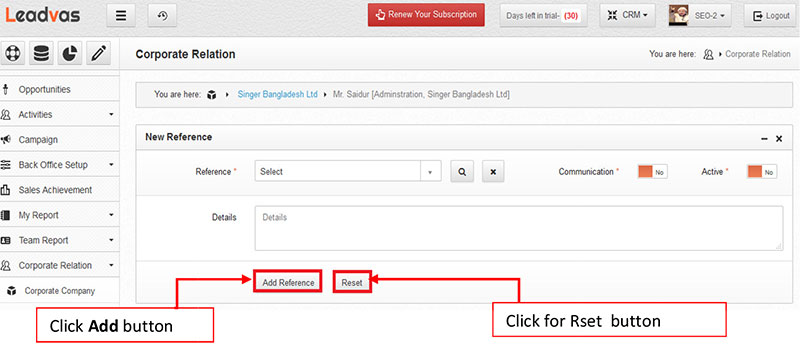 Leadvas
Renew Your Subscription
Days left in trial- (30)
CRM
SEO-2
Logout
Corporate Relation
You are here: Corporate Relation
You are here: Singer Bangladesh Ltd Mr. Saidur [Adminstration, Singer Bangladesh Ltd]
Opportunities
Activities
Campaign
Back Office Setup
Sales Achievement
My Report
Team Report
Corporate Relation
Corporate Company
New Reference
Reference * Select
Communication * No
Active * No
Details Details
Add Reference Reset
Click Add button
Click for Rset button